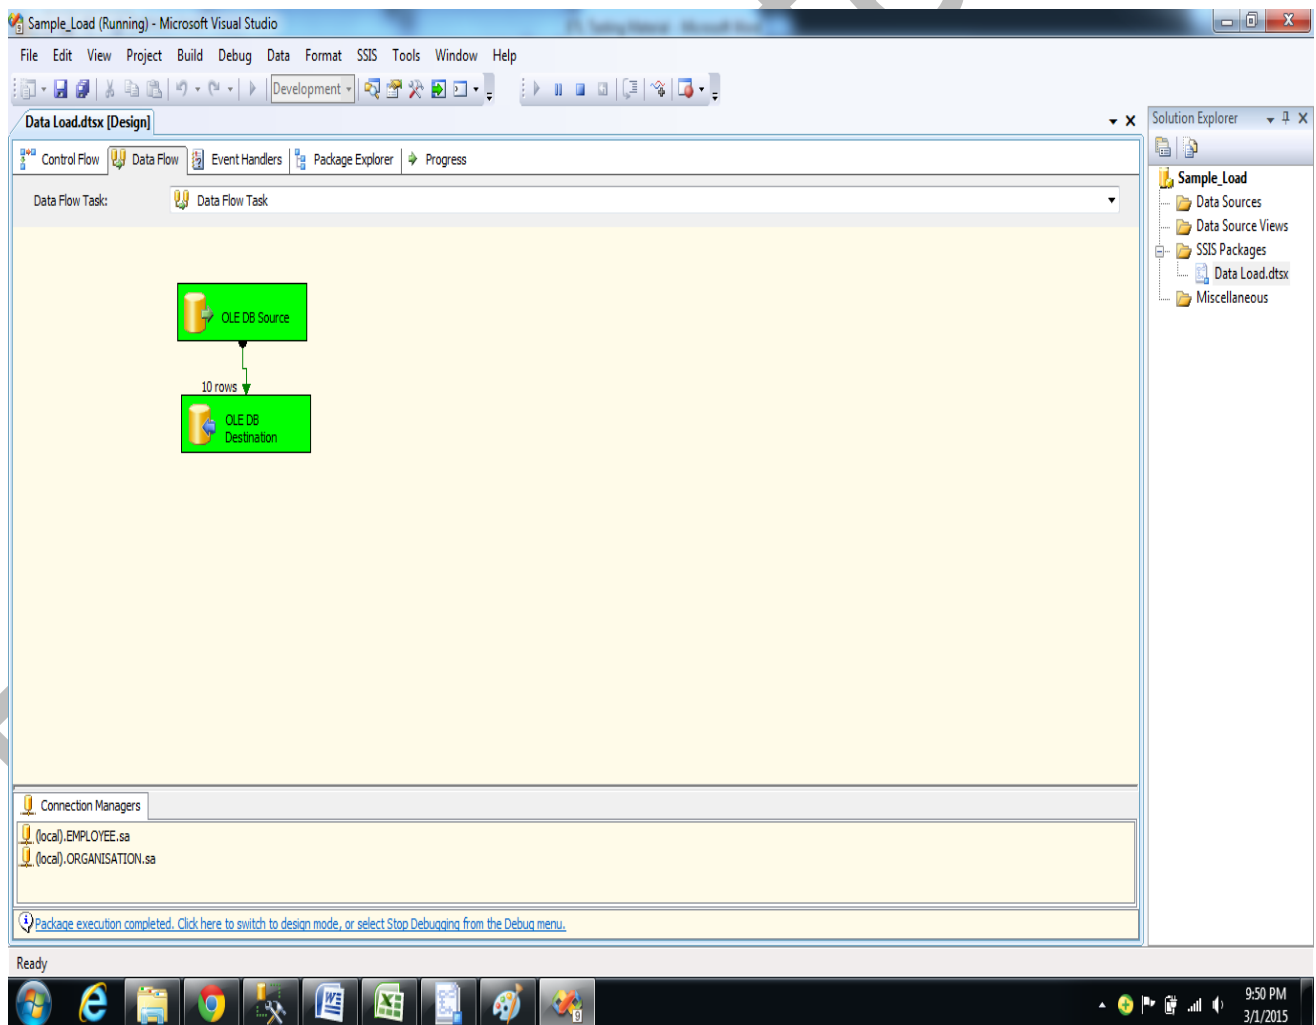 Sample_Load (Running) - Microsoft Visual Studio
File Edit View Project Build Debug Data Format SSIS Tools Window Help
Development
Data Load.dtsx [Design]
Control Flow Data Flow Event Handlers Package Explorer Progress
Data Flow Task: Data Flow Task
OLE DB Source
10 rows
OLE DB
Destination
Connection Managers
(local).EMPLOYEE.sa
(local).ORGANISATION.sa
Package execution completed. Click here to switch to design mode, or select Stop Debugging from the Debug menu.
Ready
Solution Explorer
Sample_Load
Data Sources
Data Source Views
SSIS Packages
Data Load.dtsx
Miscellaneous
9:50 PM
3/1/2015